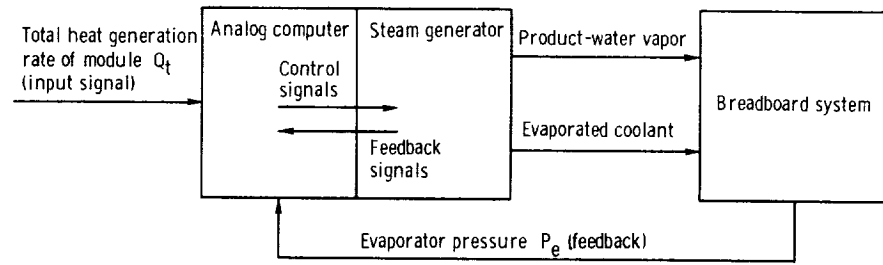 Total heat generation
rate of module Qt
(input signal)
Analog computer
Control
signals
Steam generator
Feedback
signals
Product-water vapor
Evaporated coolant
Breadboard system
Evaporator pressure Pe (feedback)